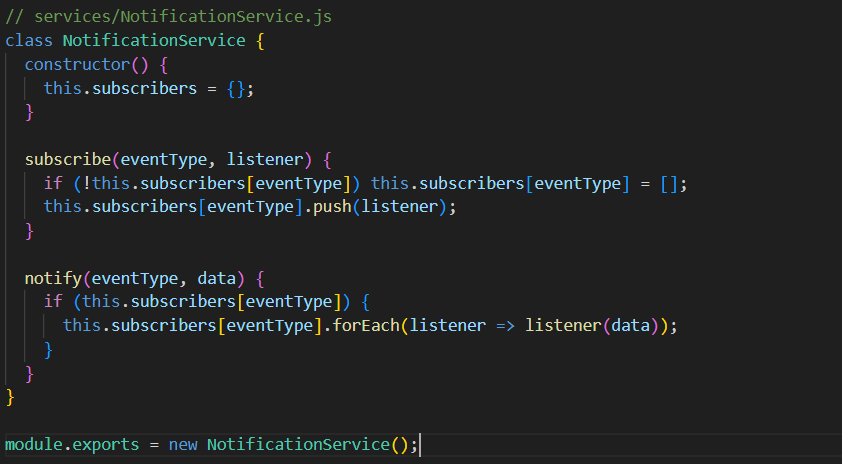 // services/NotificationService.js
class NotificationService {
  constructor() {
    this.subscribers = {};
  }

  subscribe(eventType, listener) {
    if (!this.subscribers[eventType]) this.subscribers[eventType] = [];
    this.subscribers[eventType].push(listener);
  }

  notify(eventType, data) {
    if (this.subscribers[eventType]) {
      this.subscribers[eventType].forEach(listener => listener(data));
    }
  }
}

module.exports = new NotificationService();